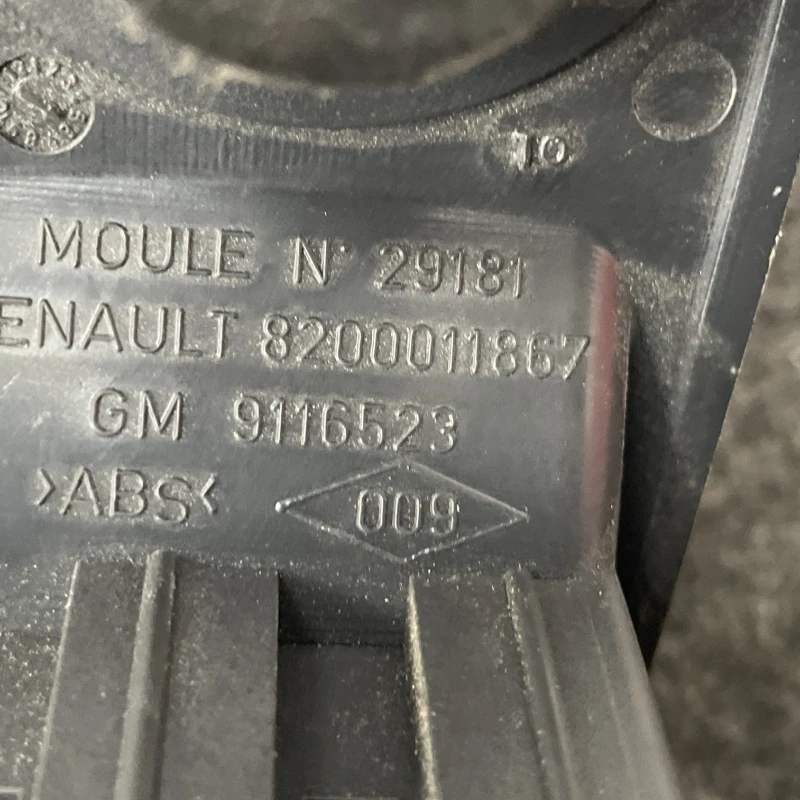 10
MOULE N° 29181
ENAULT 8200011867
GM 9116523
>ABS<
009